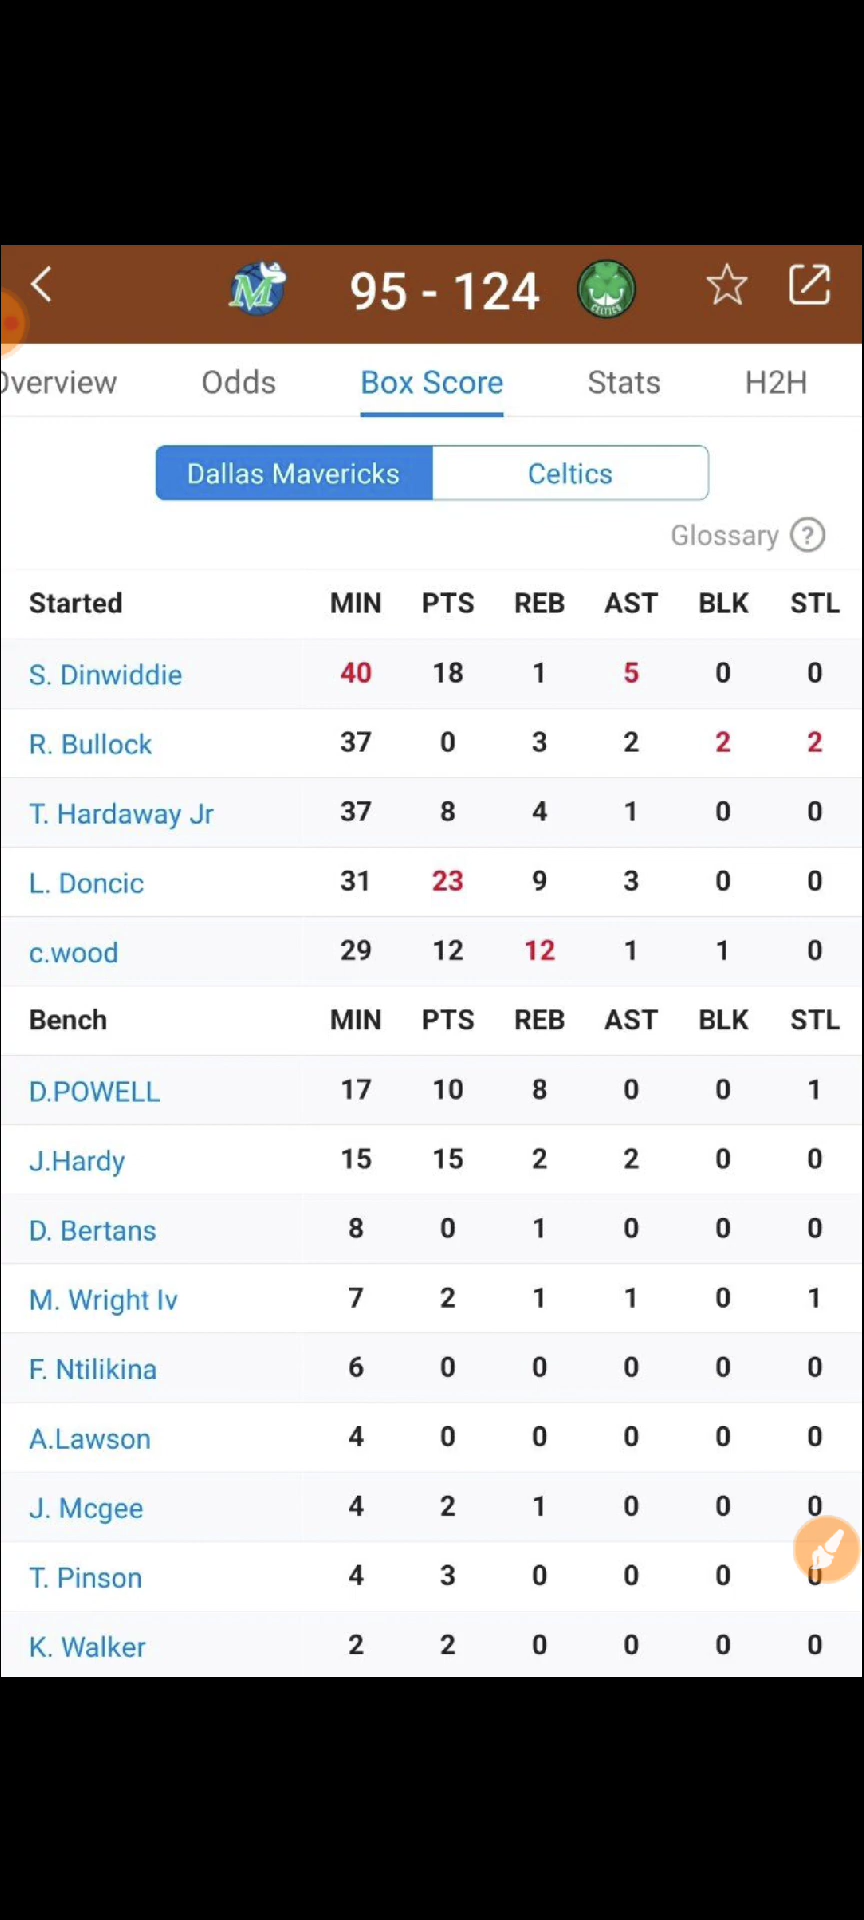 95 - 124
Overview Odds Box Score Stats H2H
Dallas Mavericks Celtics
Glossary ?
Started MIN PTS REB AST BLK STL
S. Dinwiddie 40 18 1 5 0 0
R. Bullock 37 0 3 2 2 2
T. Hardaway Jr 37 8 4 1 0 0
L. Doncic 31 23 9 3 0 0
c.wood 29 12 12 1 1 0
Bench MIN PTS REB AST BLK STL
D.POWELL 17 10 8 0 0 1
J.Hardy 15 15 2 2 0 0
D. Bertans 8 0 1 0 0 0
M. Wright Iv 7 2 1 1 0 1
F. Ntilikina 6 0 0 0 0 0
A.Lawson 4 0 0 0 0 0
J. Mcgee 4 2 1 0 0 0
T. Pinson 4 3 0 0 0 0
K. Walker 2 2 0 0 0 0